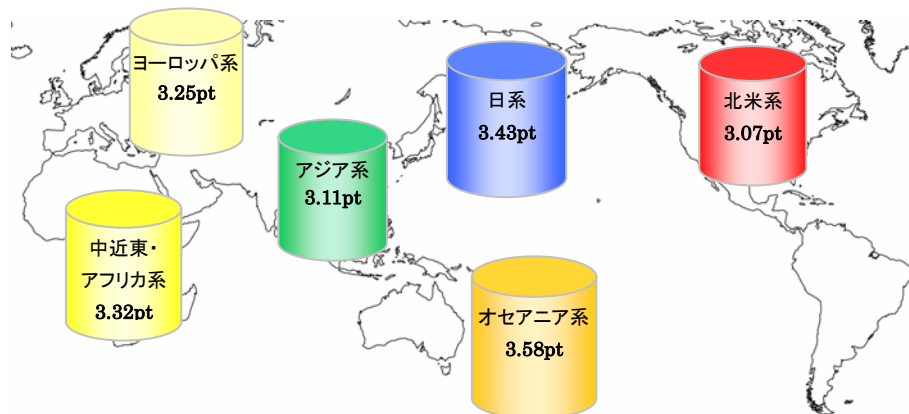 ヨーロッパ系
3.25pt
日系
3.43pt
北米系
3.07pt
アジア系
3.11pt
中近東・
アフリカ系
3.32pt
オセアニア系
3.58pt